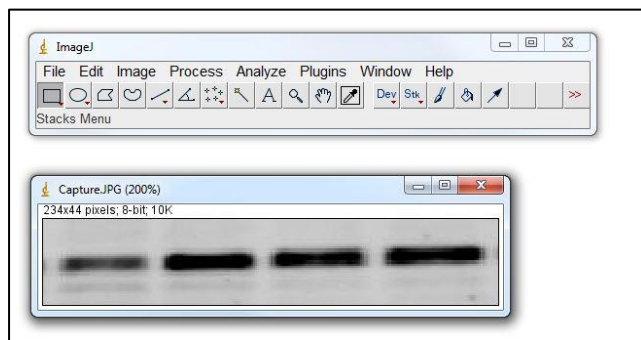 ImageJ
File Edit Image Process Analyze Plugins Window Help
A Dev Stk >>
Stacks Menu
Capture.JPG (200%)
234x44 pixels; 8-bit; 10K